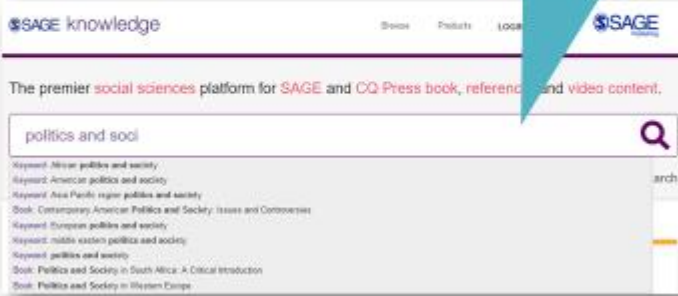 SAGE knowledge
Browse Products LOGIN SAGE
The premier social sciences platform for SAGE and CQ Press book, reference and video content.
politics and soci
arch
Keyword: African politics and society
Keyword: American politics and society
Keyword: Asia Pacific region politics and society
Book: Contemporary American Politics and Society: Issues and Controversies
Keyword: European politics and society
Keyword: middle eastern politics and society
Keyword: politics and society
Book: Politics and Society in South Africa: A Critical Introduction
Book: Politics and Society in Western Europe